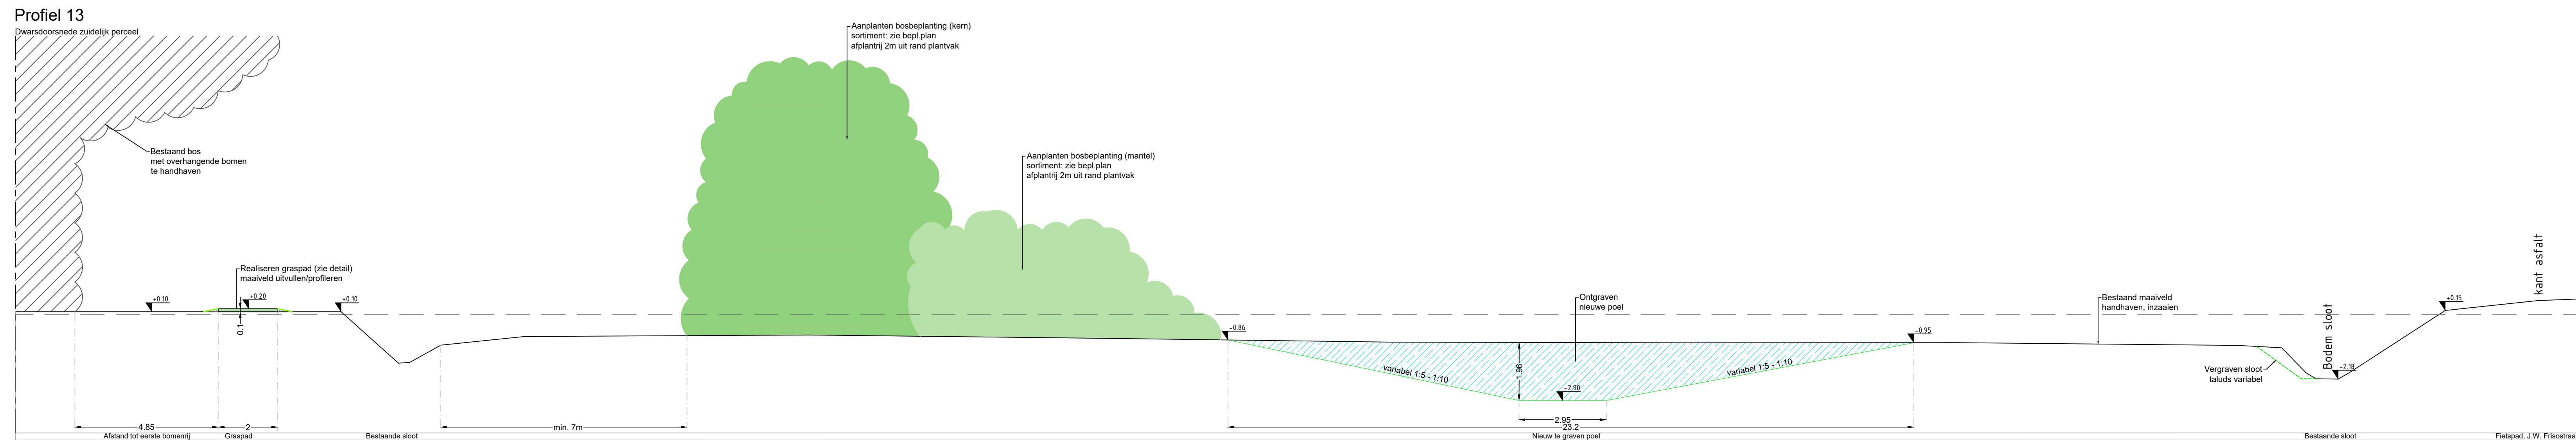 Profiel 13
Dwarsdoorsnede zuidelijk perceel
Aanplanten bosbeplanting (kern)
sortiment: zie bepl.plan
afplantrij 2m uit rand plantvak
Bestaand bos
met overhangende bomen
te handhaven
Aanplanten bosbeplanting (mantel)
sortiment: zie bepl.plan
afplantrij 2m uit rand plantvak
Realiseren graspad (zie detail)
maaiveld uitvullen/profileren
+0.10
+0.20
+0.10
0.1
Ontgraven
nieuwe poel
Bestaand maaiveld
handhaven, inzaaien
kant asfalt
Bodem sloot
+0.15
-0.86
-0.95
1.96
variabel 1:5 - 1:10
variabel 1:5 - 1:10
-2.90
-2.18
Vergraven sloot
taluds variabel
2.95
4.85
2
min. 7m
23.2
Afstand tot eerste bomenrij
Graspad
Bestaande sloot
Nieuw te graven poel
Bestaande sloot
Fietspad, J.W. Frisostraa